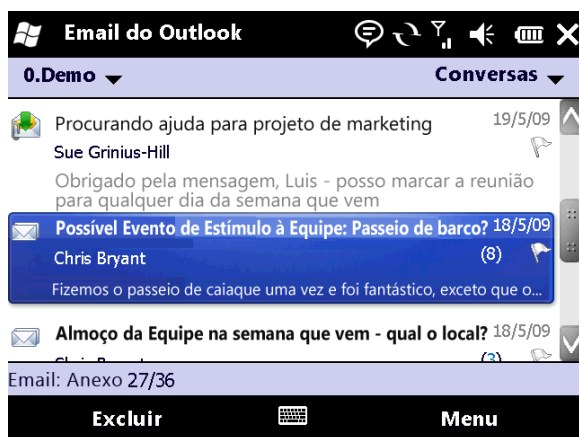 Email do Outlook
0.Demo Conversas
Procurando ajuda para projeto de marketing 19/5/09
Sue Grinius-Hill
Obrigado pela mensagem, Luis - posso marcar a reunião
para qualquer dia da semana que vem
Possível Evento de Estímulo à Equipe: Passeio de barco? 18/5/09
Chris Bryant (8)
Fizemos o passeio de caiaque uma vez e foi fantástico, exceto que o...
Almoço da Equipe na semana que vem - qual o local? 18/5/09
(3)
Email: Anexo 27/36
Excluir Menu